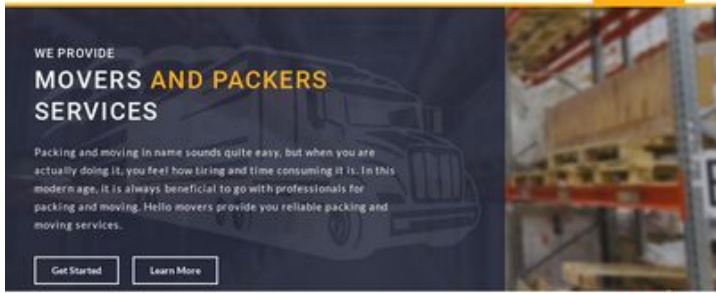 WE PROVIDE
MOVERS AND PACKERS
SERVICES
Packing and moving in name sounds quite easy, but when you are
actually doing it, you feel how tiring and time consuming it is. In this
modern age, it is always beneficial to go with professionals for
packing and moving. Hello movers provide you reliable packing and
moving services.
Get Started Learn More